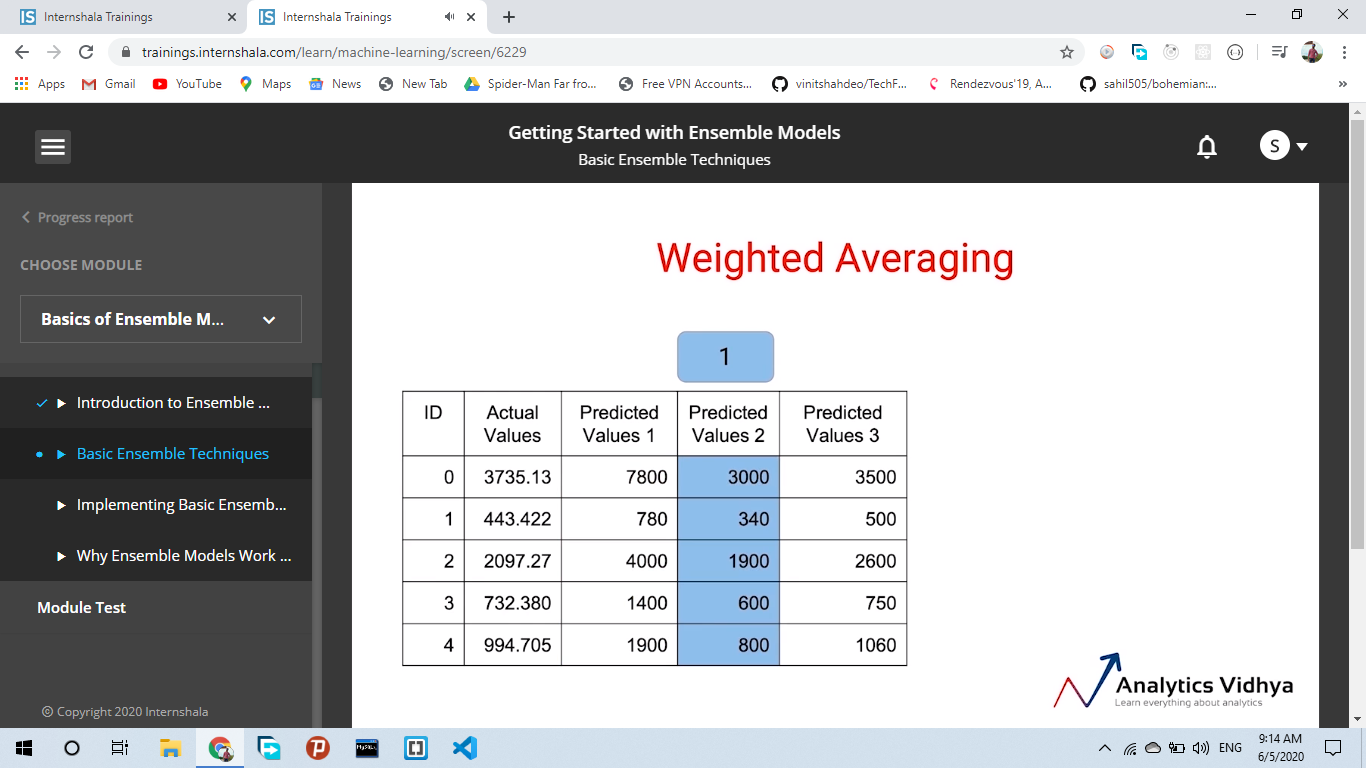 Internshala Trainings
Internshala Trainings
trainings.internshala.com/learn/machine-learning/screen/6229
Apps Gmail YouTube Maps News New Tab Spider-Man Far fro... Free VPN Accounts... vinitshahdeo/TechF... Rendezvous'19, A... sahil505/bohemian:...
Getting Started with Ensemble Models
Basic Ensemble Techniques
S
Progress report
CHOOSE MODULE
Basics of Ensemble M...
Introduction to Ensemble ...
Basic Ensemble Techniques
Implementing Basic Ensemb...
Why Ensemble Models Work ...
Module Test
© Copyright 2020 Internshala
Weighted Averaging
1
ID Actual Values Predicted Values 1 Predicted Values 2 Predicted Values 3
0 3735.13 7800 3000 3500
1 443.422 780 340 500
2 2097.27 4000 1900 2600
3 732.380 1400 600 750
4 994.705 1900 800 1060
Analytics Vidhya
Learn everything about analytics
ENG
9:14 AM
6/5/2020